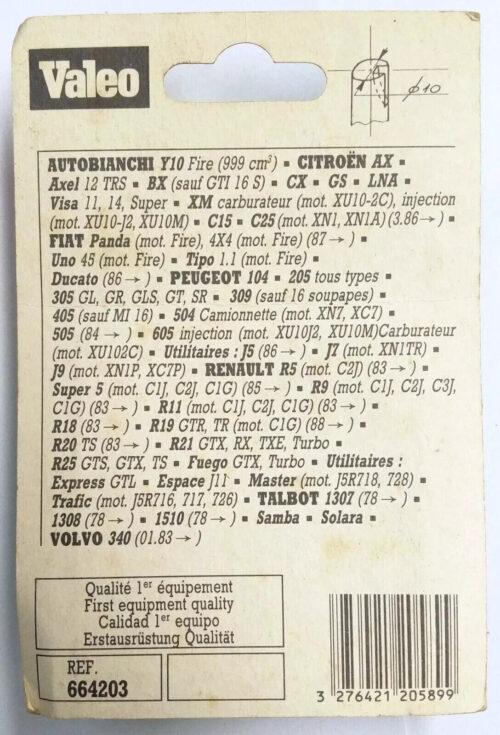 Valeo
ϕ10
AUTOBIANCHI Y10 Fire (999 cm³) ▪ CITROËN AX ▪
Axel 12 TRS ▪ BX (sauf GTI 16 S) ▪ CX ▪ GS ▪ LNA ▪
Visa 11, 14, Super ▪ XM carburateur (mot. XU10-2C), injection
(mot. XU10-J2, XU10M) ▪ C15 ▪ C25 (mot. XN1, XN1A) (3.86→) ▪
FIAT Panda (mot. Fire), 4X4 (mot. Fire) (87→) ▪
Uno 45 (mot. Fire) ▪ Tipo 1.1 (mot. Fire) ▪
Ducato (86→) ▪ PEUGEOT 104 ▪ 205 tous types ▪
305 GL, GR, GLS, GT, SR ▪ 309 (sauf 16 soupapes) ▪
405 (sauf MI 16) ▪ 504 Camionnette (mot. XN7, XC7) ▪
505 (84→) ▪ 605 injection (mot. XU10J2, XU10M)Carburateur
(mot. XU102C) ▪ Utilitaires : J5 (86→) ▪ J7 (mot. XN1TR) ▪
J9 (mot. XN1P, XC7P) ▪ RENAULT R5 (mot. C2J) (83→) ▪
Super 5 (mot. C1J, C2J, C1G) (85→) ▪ R9 (mot. C1J, C2J, C3J,
C1G) (83→) ▪ R11 (mot. C1J, C2J, C1G) (83→) ▪
R18 (83→) ▪ R19 GTR, TR (mot. C1G) (88→) ▪
R20 TS (83→) ▪ R21 GTX, RX, TXE, Turbo ▪
R25 GTS, GTX, TS ▪ Fuego GTX, Turbo ▪ Utilitaires :
Express GTL ▪ Espace J11 ▪ Master (mot. J5R718, 728) ▪
Trafic (mot. J5R716, 717, 726) ▪ TALBOT 1307 (78→) ▪
1308 (78→) ▪ 1510 (78→) ▪ Samba ▪ Solara ▪
VOLVO 340 (01.83→)
Qualité 1er équipement
First equipment quality
Calidad 1er equipo
Erstausrüstung Qualität
REF.
664203
3 276421 205899